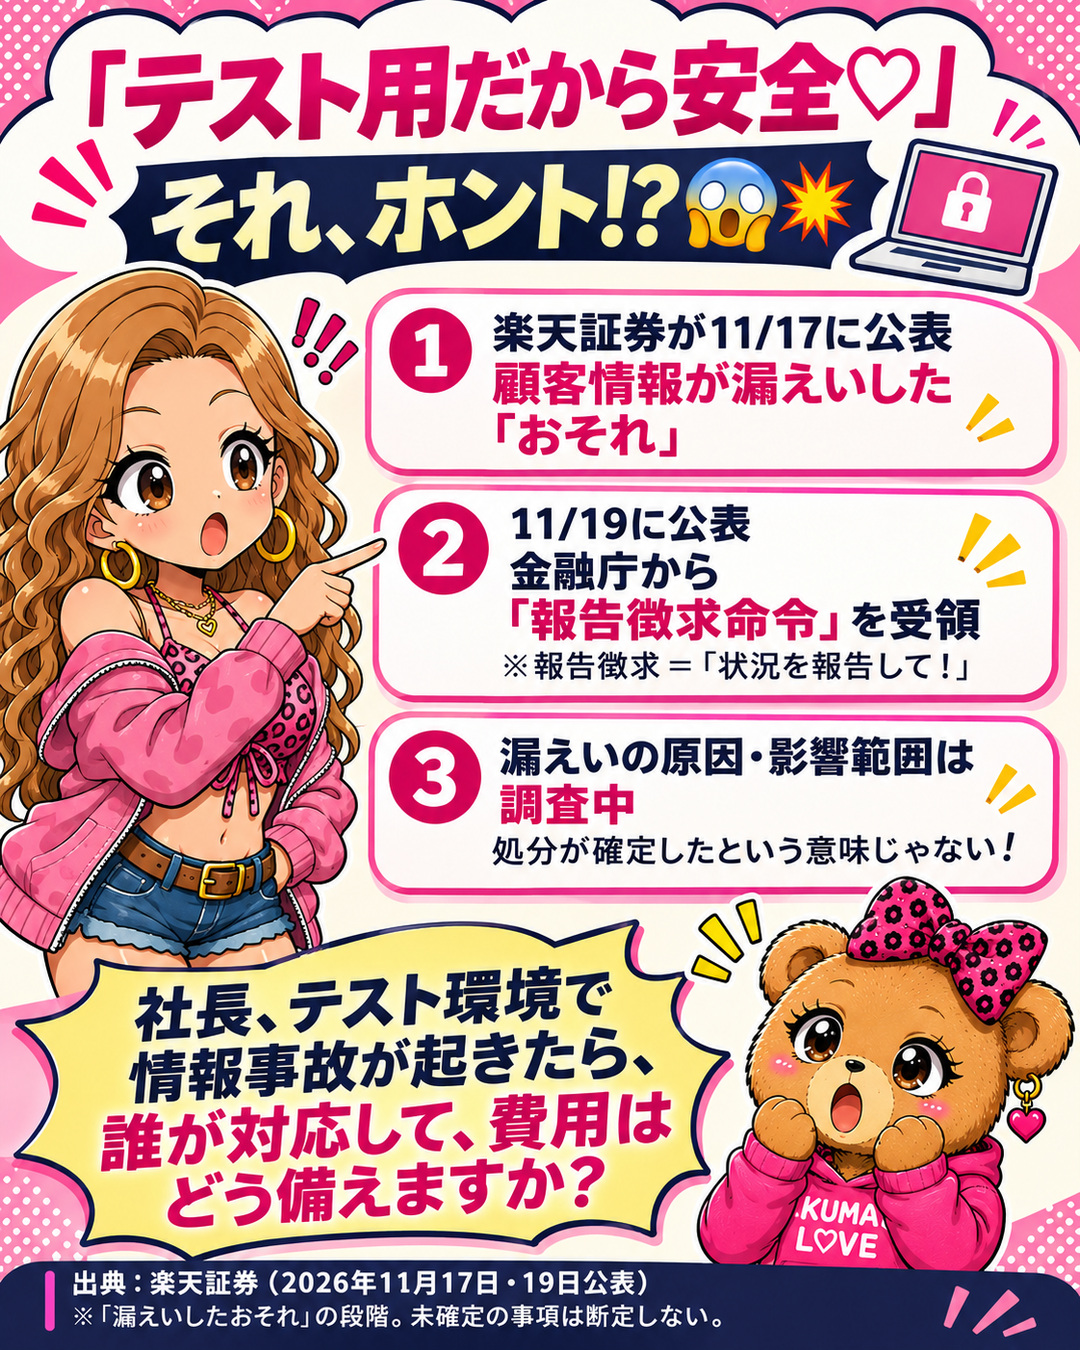 「テスト用だから安全♡」
それ、ホント!?😱💥
!!!
1
楽天証券が11/17に公表
顧客情報が漏えいした
「おそれ」
2
11/19に公表
金融庁から
「報告徴求命令」を受領
※報告徴求＝「状況を報告して！」
3
漏えいの原因・影響範囲は
調査中
処分が確定したという意味じゃない！
社長、テスト環境で
情報事故が起きたら、
誰が対応して、費用は
どう備えますか？
KUMA
L♡VE
出典：楽天証券（2026年11月17日・19日公表）
※「漏えいしたおそれ」の段階。未確定の事項は断定しない。